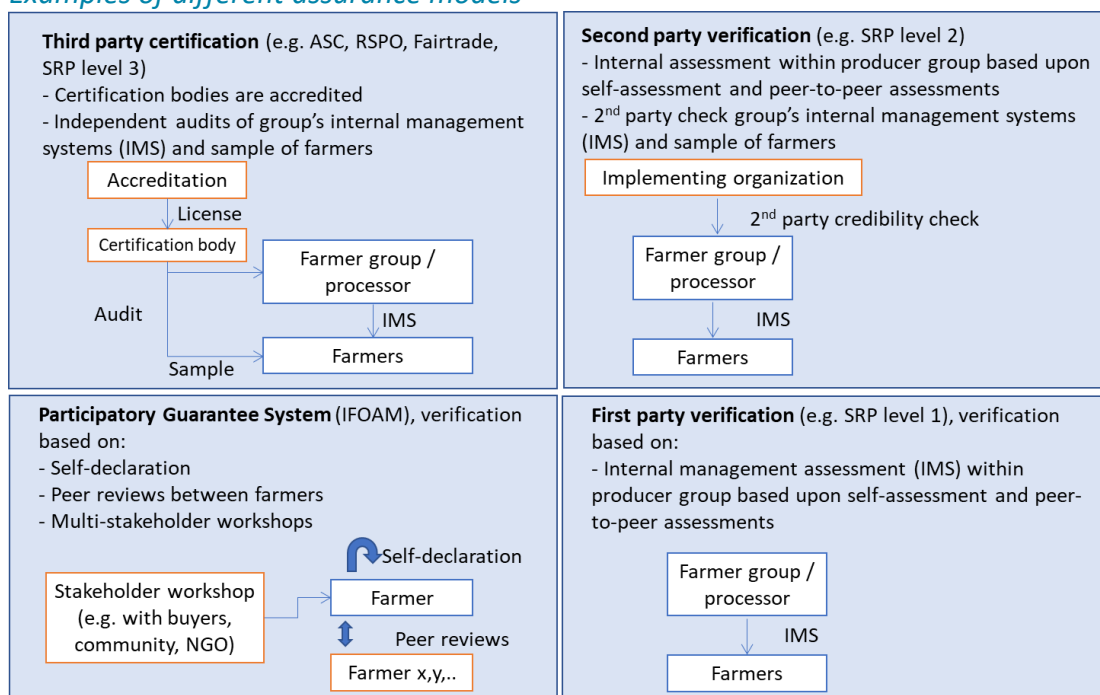 Examples of different assurance models
Third party certification (e.g. ASC, RSPO, Fairtrade,
SRP level 3)
- Certification bodies are accredited
- Independent audits of group's internal management
systems (IMS) and sample of farmers
Accreditation
License
Certification body
Farmer group /
processor
Audit
IMS
Farmers
Sample
Second party verification (e.g. SRP level 2)
- Internal assessment within producer group based upon
self-assessment and peer-to-peer assessments
- 2nd party check group's internal management systems
(IMS) and sample of farmers
Implementing organization
2nd party credibility check
Farmer group /
processor
IMS
Farmers
Participatory Guarantee System (IFOAM), verification
based on:
- Self-declaration
- Peer reviews between farmers
- Multi-stakeholder workshops
Self-declaration
Stakeholder workshop
(e.g. with buyers,
community, NGO)
Farmer
Peer reviews
Farmer x,y,..
First party verification (e.g. SRP level 1), verification
based on:
- Internal management assessment (IMS) within
producer group based upon self-assessment and peer-
to-peer assessments
Farmer group /
processor
IMS
Farmers